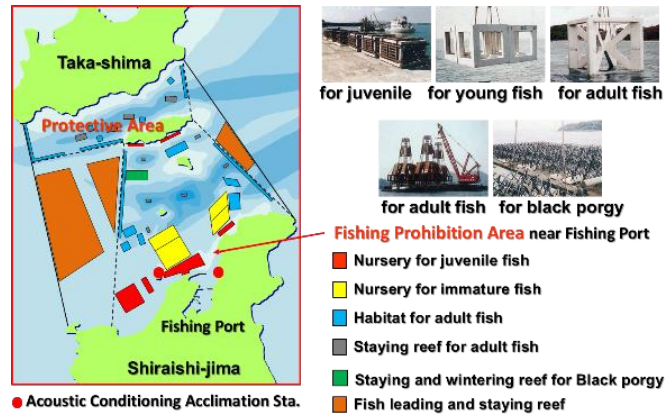 Taka-shima
Protective Area
Fishing Port
Shiraishi-jima
Acoustic Conditioning Acclimation Sta.
for juvenile
for young fish
for adult fish
for adult fish
for black porgy
Fishing Prohibition Area near Fishing Port
Nursery for juvenile fish
Nursery for immature fish
Habitat for adult fish
Staying reef for adult fish
Staying and wintering reef for Black porgy
Fish leading and staying reef